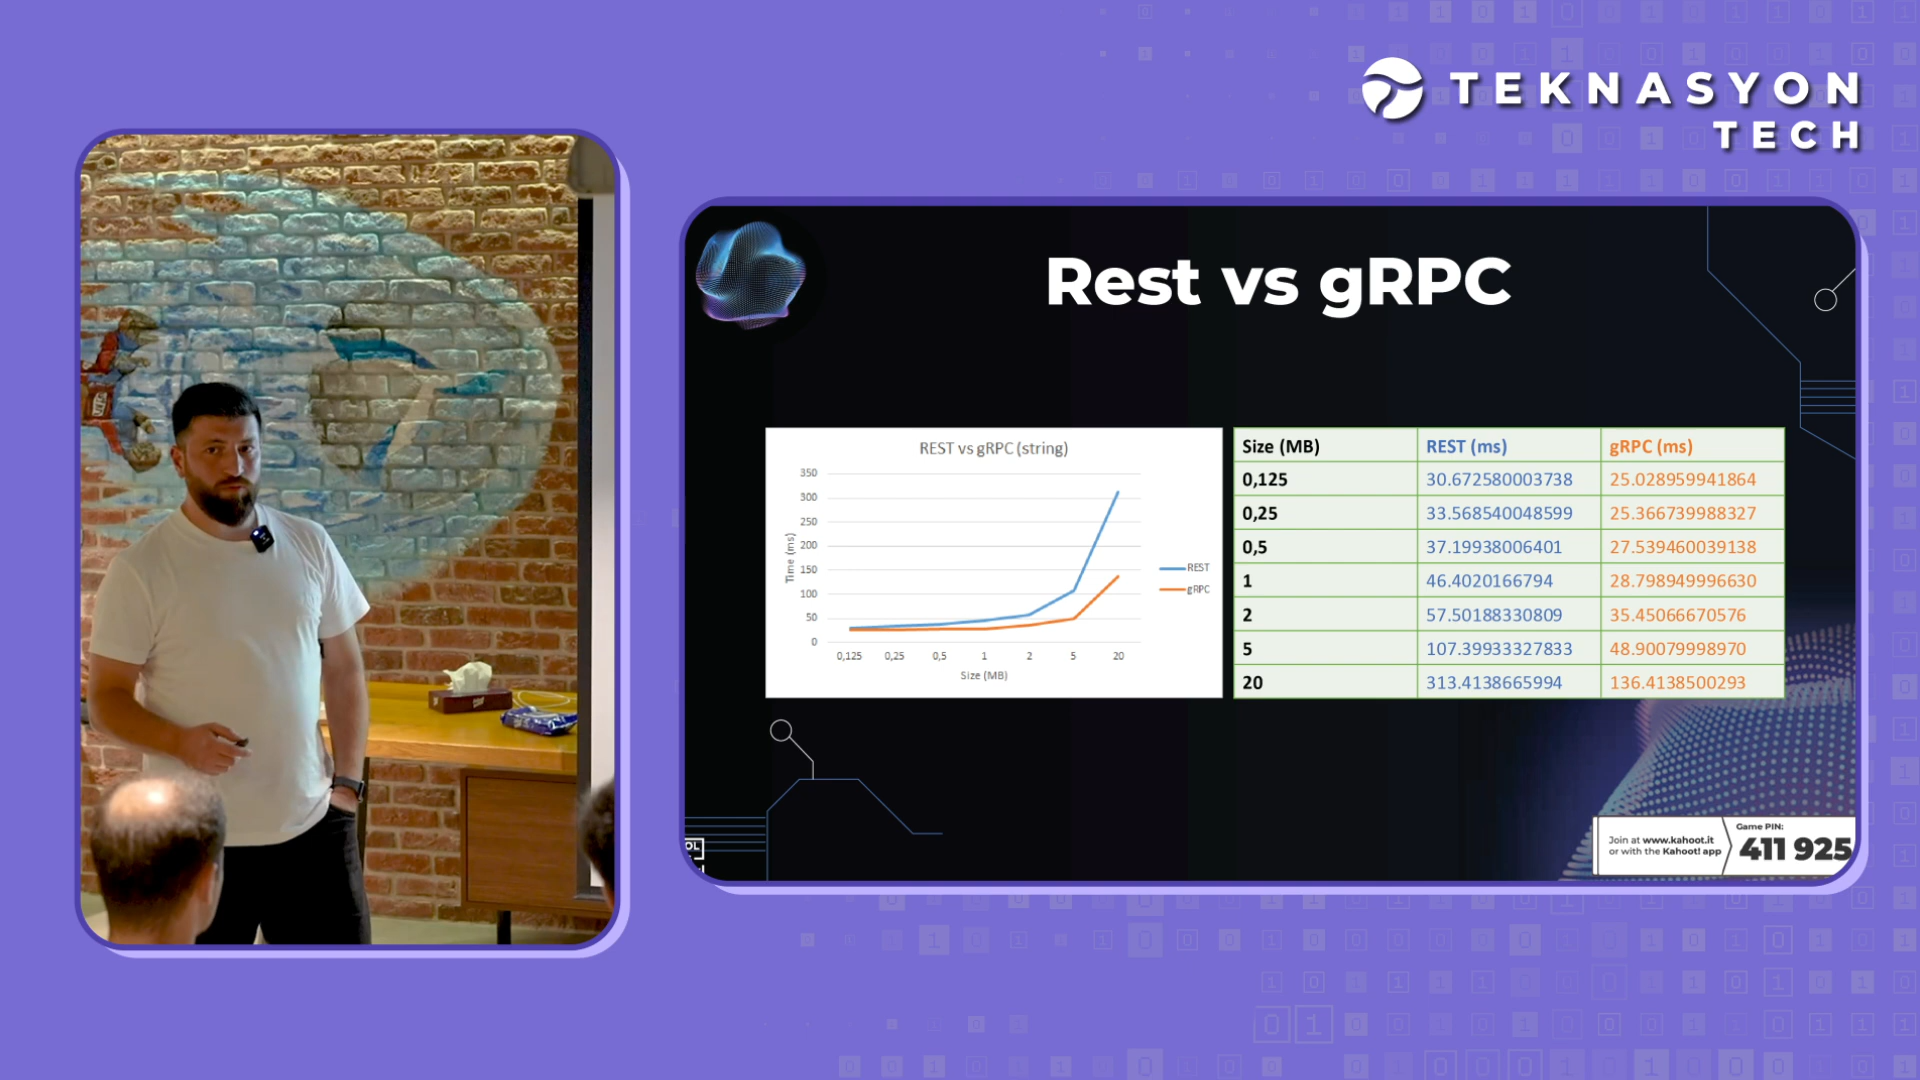 TEKNASYON
TECH
Rest vs gRPC
REST vs gRPC (string)
350
300
250
200
150
100
50
0
Time (ms)
0,125 0,25 0,5 1 2 5 20
Size (MB)
REST
gRPC
Size (MB) REST (ms) gRPC (ms)
0,125 30.672580003738 25.028959941864
0,25 33.568540048599 25.366739988327
0,5 37.19938006401 27.539460039138
1 46.4020166794 28.798949996630
2 57.50188330809 35.45066670576
5 107.39933327833 48.90079998970
20 313.4138665994 136.4138500293
Join at www.kahoot.it
or with the Kahoot! app
Game PIN:
411 925